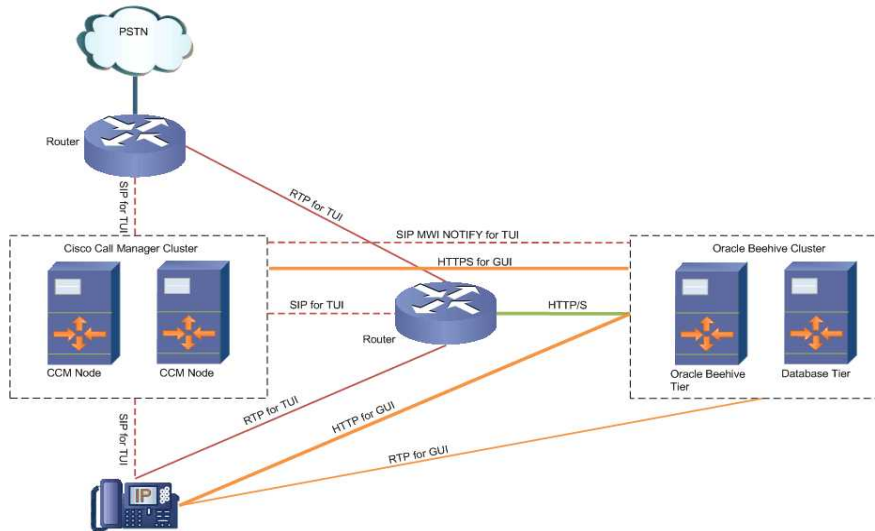 PSTN
Router
SIP for TUI
RTP for TUI
SIP MWI NOTIFY for TUI
Cisco Call Manager Cluster
Oracle Beehive Cluster
HTTPS for GUI
SIP for TUI
HTTP/S
Router
CCM Node
CCM Node
Oracle Beehive
Tier
Database Tier
RTP for TUI
HTTP for GUI
SIP for TUI
RTP for GUI
IP